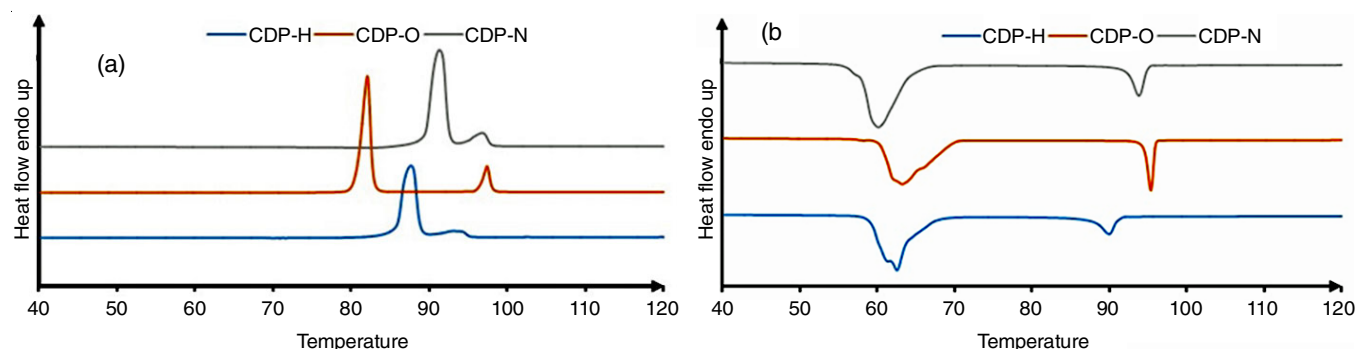 CDP-H CDP-O CDP-N
(a)
Heat flow endo up
40 50 60 70 80 90 100 110 120
Temperature
CDP-H CDP-O CDP-N
(b
Heat flow endo up
40 50 60 70 80 90 100 110 120
Temperature